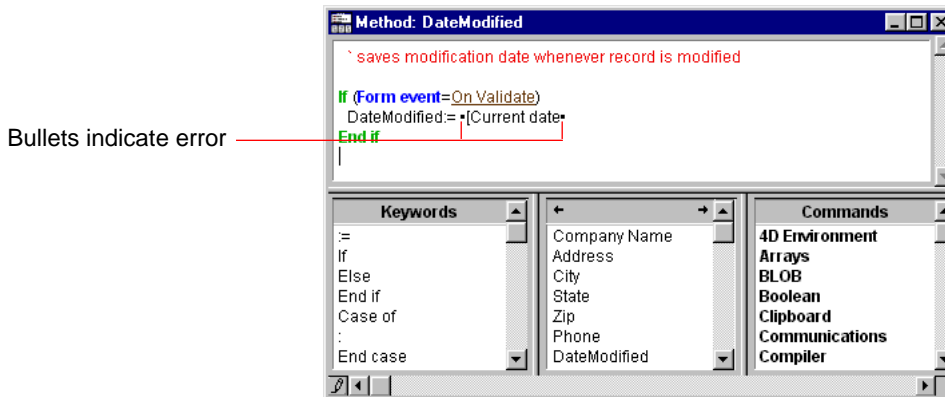 Method: DateModified
` saves modification date whenever record is modified
If (Form event=On Validate)
DateModified:= •[Current date•
End if
Bullets indicate error
Keywords
:=
If
Else
End if
Case of
:
End case
Company Name
Address
City
State
Zip
Phone
DateModified
Commands
4D Environment
Arrays
BLOB
Boolean
Clipboard
Communications
Compiler